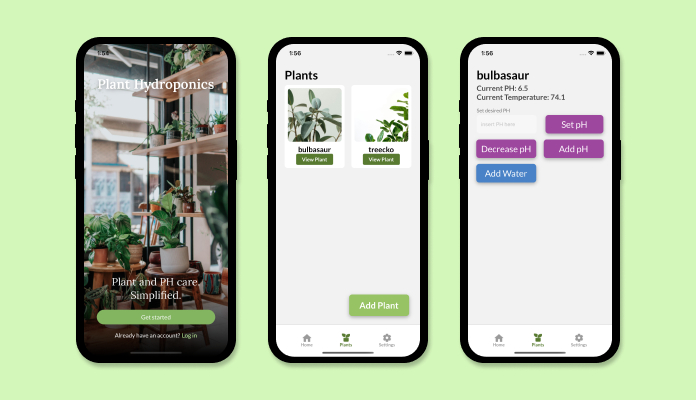 1:56
Plant Hydroponics
Plant and PH care.
Simplified.
Get started
Already have an account? Log in
1:56
Plants
bulbasaur
View Plant
treecko
View Plant
Add Plant
Home
Plants
Settings
1:56
bulbasaur
Current PH: 6.5
Current Temperature: 74.1
Set desired PH
Insert PH here
Set pH
Decrease pH
Add pH
Add Water
Home
Plants
Settings